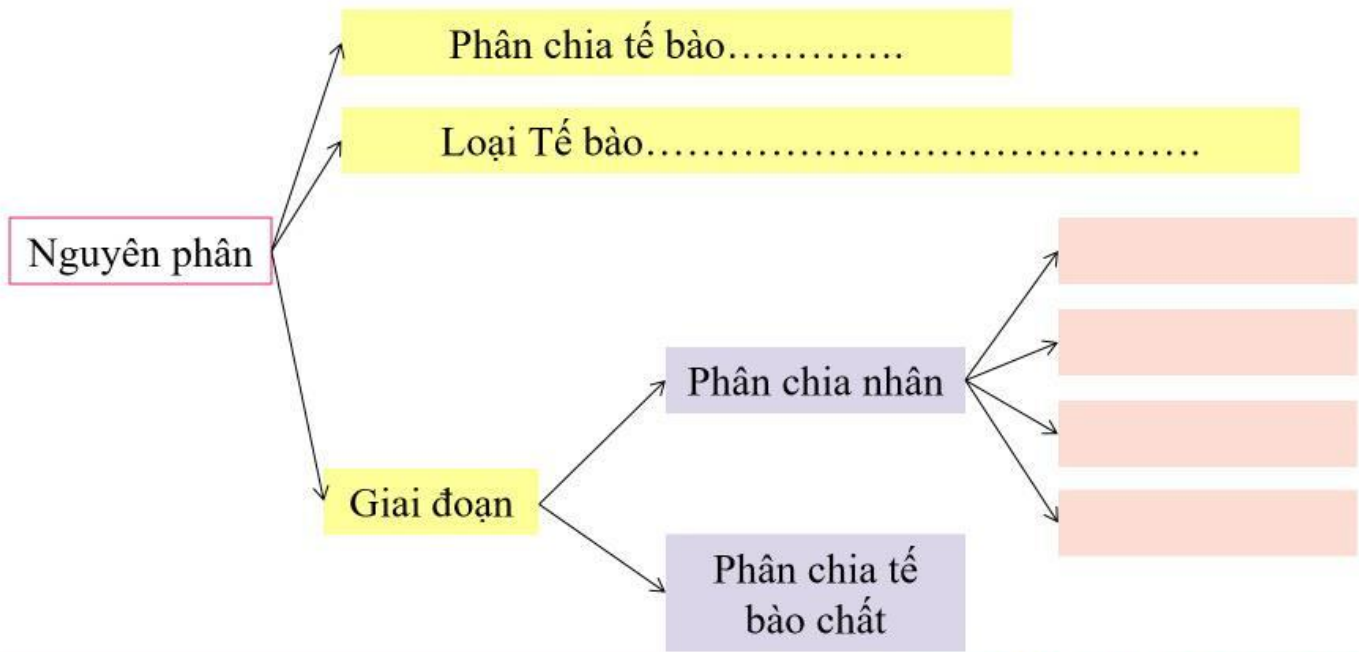 Phân chia tế bào………….
Loại Tế bào………………………………….
Nguyên phân
Phân chia nhân
Giai đoạn
Phân chia tế
bào chất